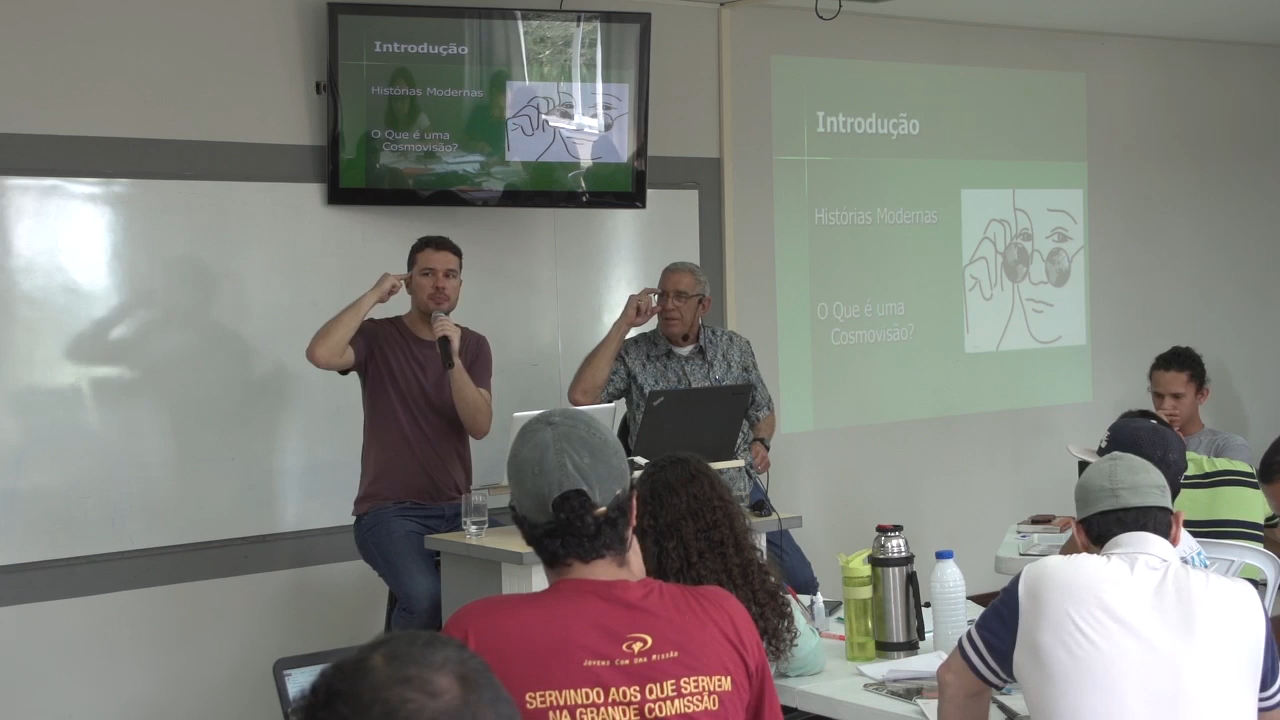 Introdução
Histórias Modernas
O Que é uma
Cosmovisão?
Introdução
Histórias Modernas
O Que é uma
Cosmovisão?
JOVENS COM UMA MISSÃO
SERVINDO AOS QUE SERVEM
NA GRANDE COMISSÃO